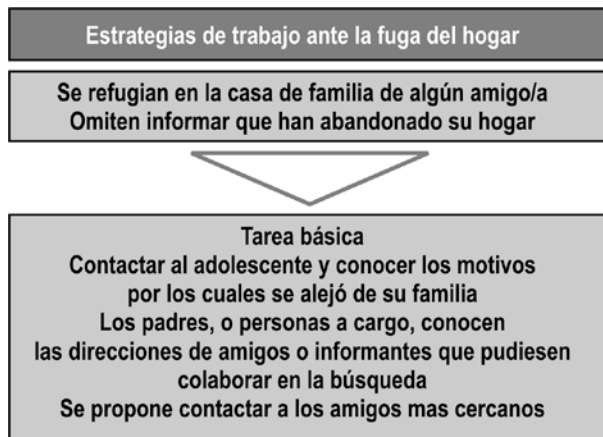 Estrategias de trabajo ante la fuga del hogar
Se refugian en la casa de familia de algún amigo/a
Omiten informar que han abandonado su hogar
Tarea básica
Contactar al adolescente y conocer los motivos
por los cuales se alejó de su familia
Los padres, o personas a cargo, conocen
las direcciones de amigos o informantes que pudiesen
colaborar en la búsqueda
Se propone contactar a los amigos mas cercanos